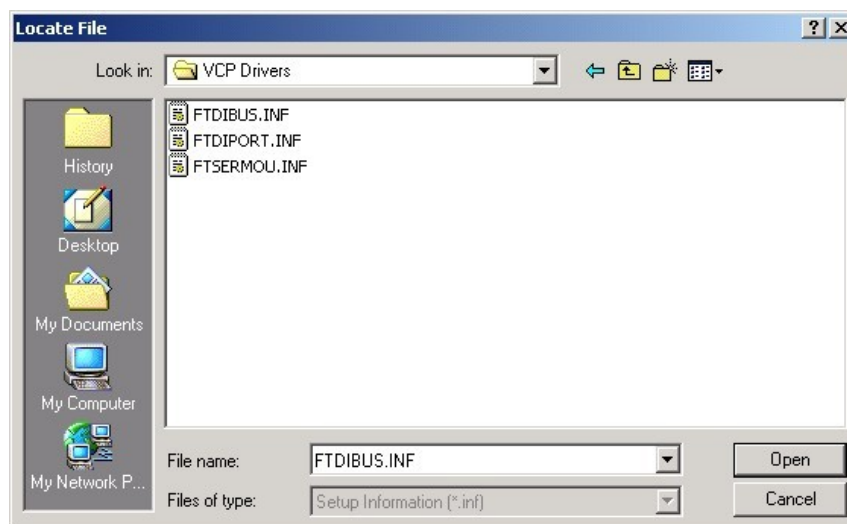 Locate File
Look in: VCP Drivers
FTDIBUS.INF
FTDIPORT.INF
FTSERMOU.INF
History
Desktop
My Documents
My Computer
My Network P...
File name: FTDIBUS.INF Open
Files of type: Setup Information (*.inf) Cancel